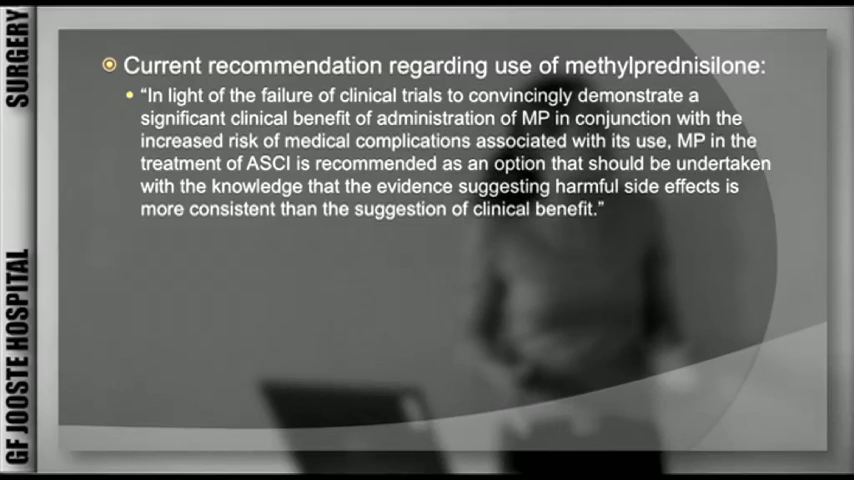 SURGERY
GF JOOSTE HOSPITAL
Current recommendation regarding use of methylprednisilone:
“In light of the failure of clinical trials to convincingly demonstrate a
significant clinical benefit of administration of MP in conjunction with the
increased risk of medical complications associated with its use, MP in the
treatment of ASCI is recommended as an option that should be undertaken
with the knowledge that the evidence suggesting harmful side effects is
more consistent than the suggestion of clinical benefit.”